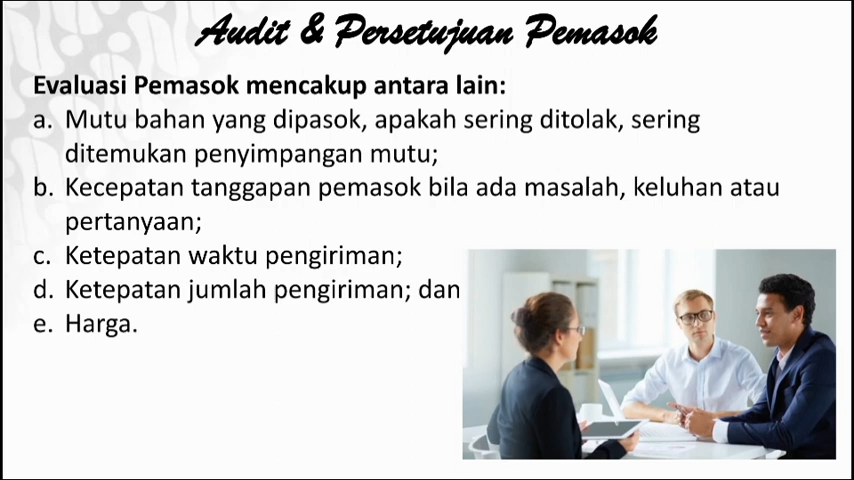 Audit & Persetujuan Pemasok
Evaluasi Pemasok mencakup antara lain:
a. Mutu bahan yang dipasok, apakah sering ditolak, sering
ditemukan penyimpangan mutu;
b. Kecepatan tanggapan pemasok bila ada masalah, keluhan atau
pertanyaan;
c. Ketepatan waktu pengiriman;
d. Ketepatan jumlah pengiriman; dan
e. Harga.